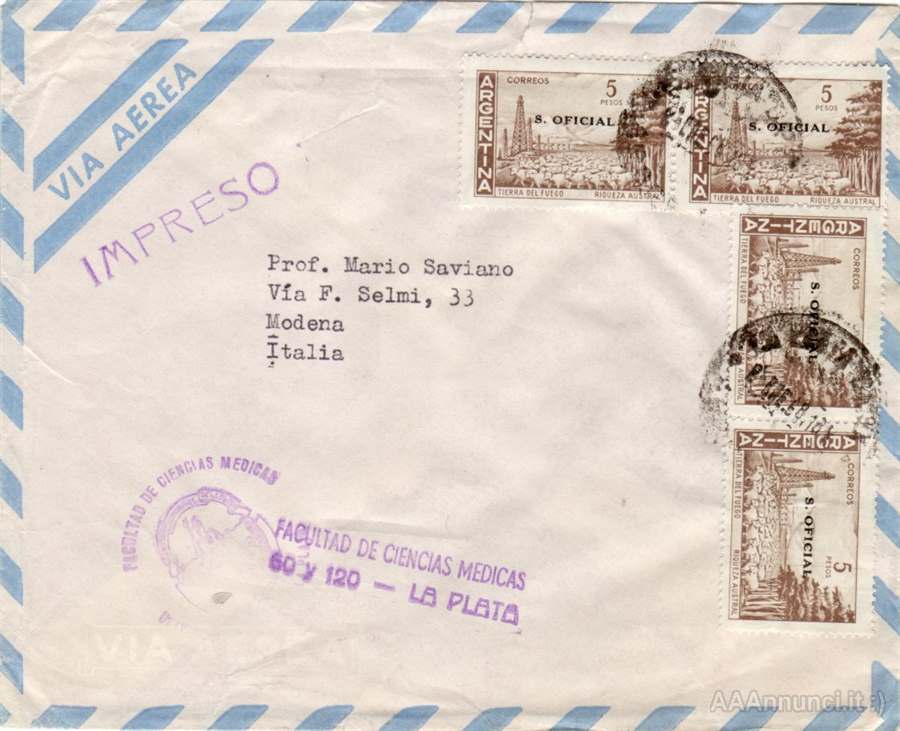 VIA AEREA
IMPRESO
CORREOS
5
PESOS
ARGENTINA
S. OFICIAL
TIERRA DEL FUEGO
RIQUEZA AUSTRAL
CORREOS
5
PESOS
ARGENTINA
S. OFICIAL
TIERRA DEL FUEGO
RIQUEZA AUSTRAL
ARGENTINA
TIERRA DEL FUEGO
CORREOS
S. OFICIAL
AUSTRAL
ARGENTINA
TIERRA DEL FUEGO
CORREOS
S. OFICIAL
RIQUEZA AUSTRAL
5
PESOS
Prof. Mario Saviano
Vía F. Selmi, 33
Modena
Italia
FACULTAD DE CIENCIAS MEDICAS
FACULTAD DE CIENCIAS MEDICAS
60 y 120 — LA PLATA
VIA
AAAnnunci.it